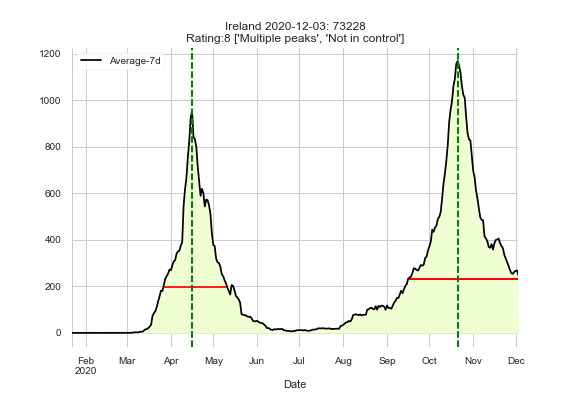 Ireland 2020-12-03: 73228
Rating:8 ['Multiple peaks', 'Not in control']
Average-7d
1200
1000
800
600
400
200
0
Feb Mar Apr May Jun Jul Aug Sep Oct Nov Dec
2020
Date